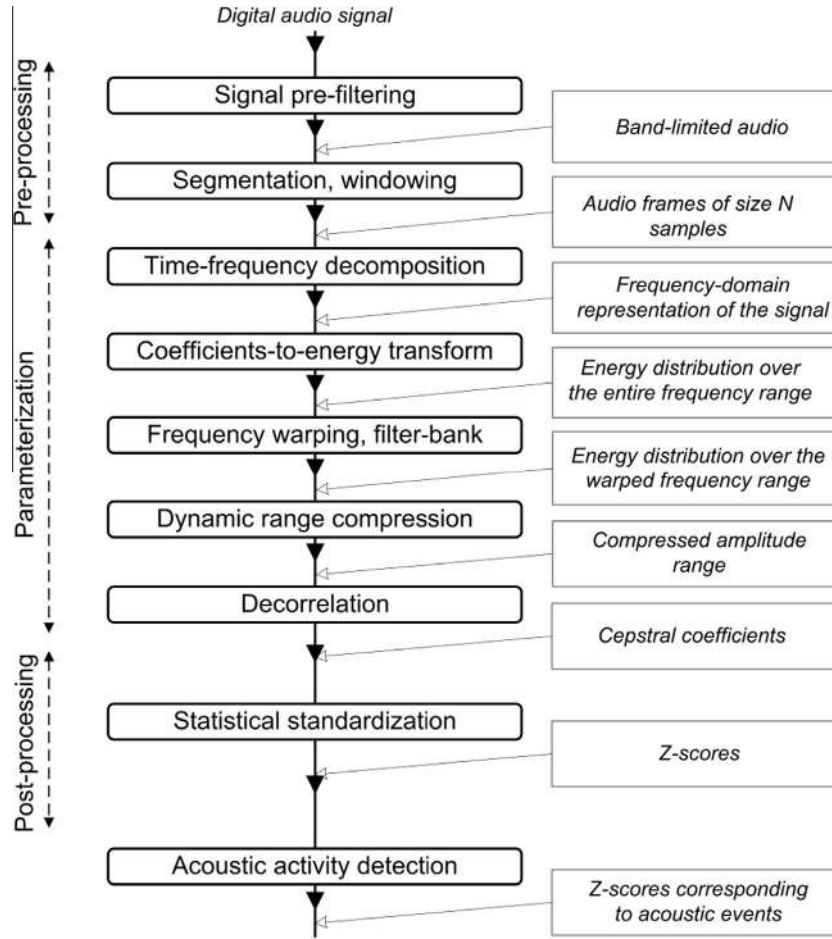 Digital audio signal
Pre-processing
Signal pre-filtering
Band-limited audio
Segmentation, windowing
Audio frames of size N
samples
Parameterization
Time-frequency decomposition
Frequency-domain
representation of the signal
Coefficients-to-energy transform
Energy distribution over
the entire frequency range
Frequency warping, filter-bank
Energy distribution over the
warped frequency range
Dynamic range compression
Compressed amplitude
range
Decorrelation
Cepstral coefficients
Post-processing
Statistical standardization
Z-scores
Acoustic activity detection
Z-scores corresponding
to acoustic events